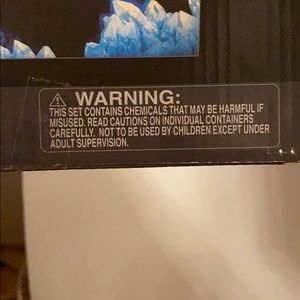 WARNING:
THIS SET CONTAINS CHEMICALS THAT MAY BE HARMFUL IF
MISUSED. READ CAUTIONS ON INDIVIDUAL CONTAINERS
CAREFULLY. NOT TO BE USED BY CHILDREN EXCEPT UNDER
ADULT SUPERVISION.